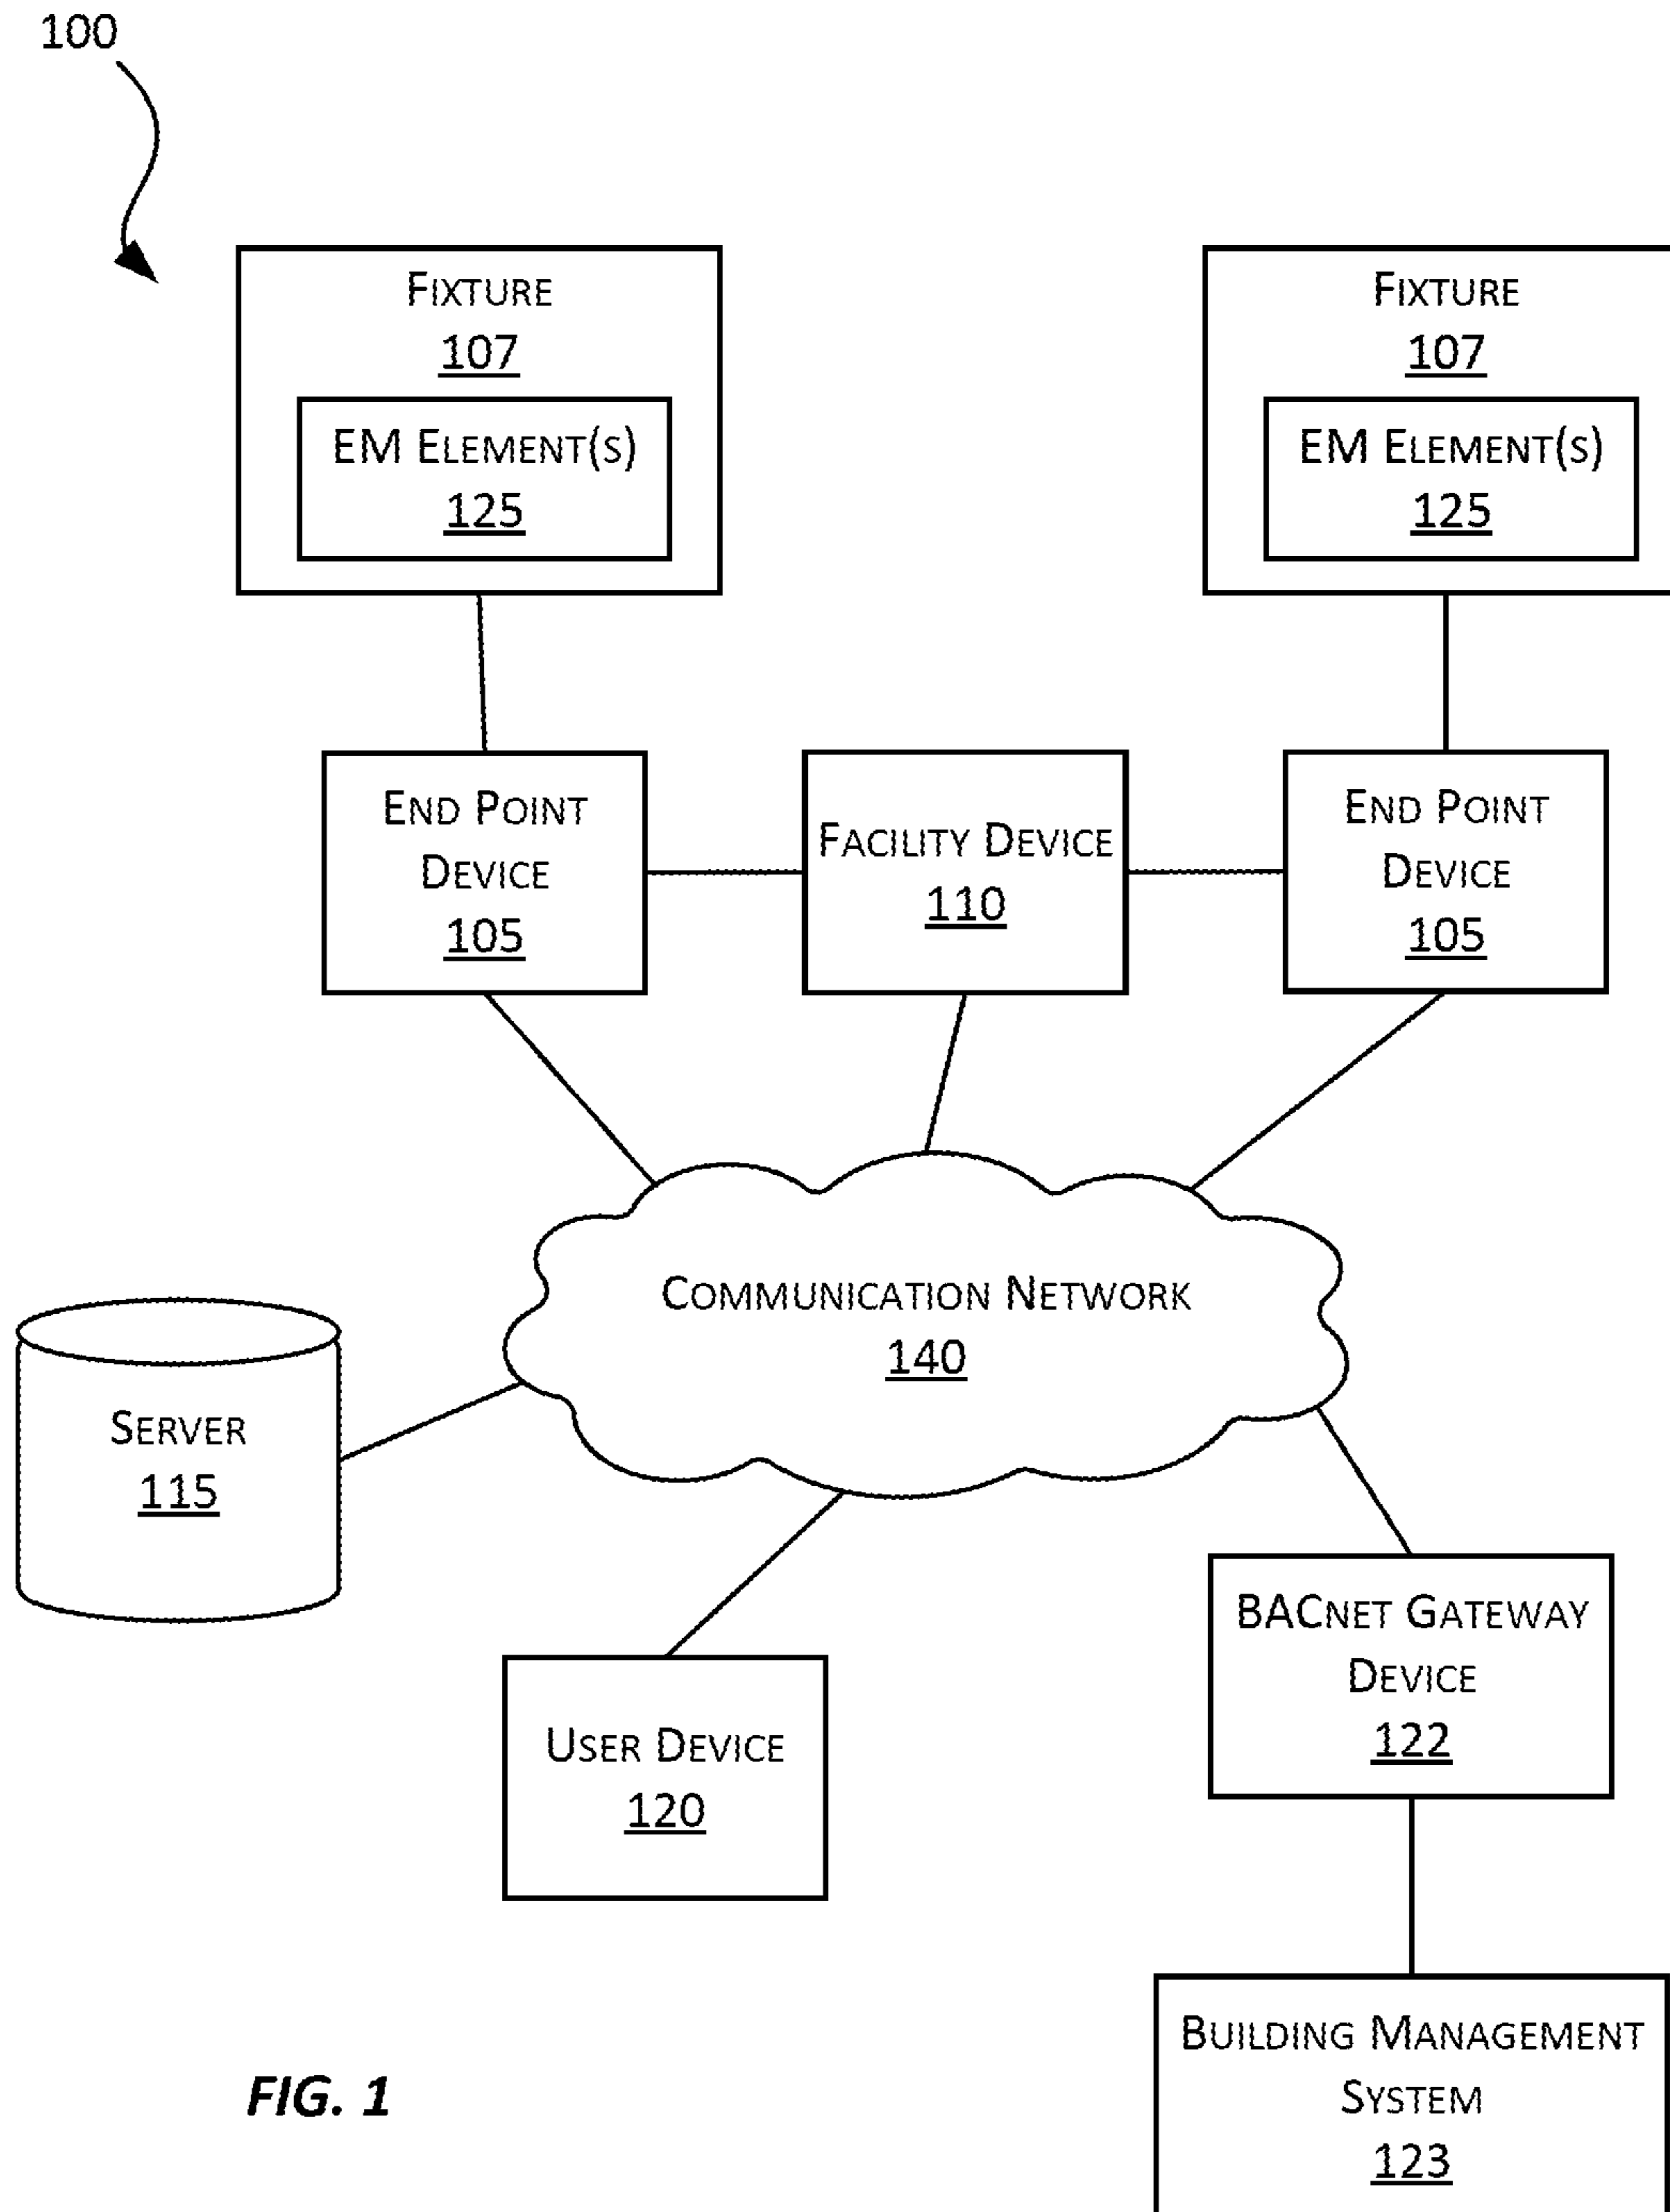 100
Fixture
107
EM Element(s)
125
Fixture
107
EM Element(s)
125
End Point
Device
105
Facility Device
110
End Point
Device
105
Communication Network
140
Server
115
User Device
120
BACnet Gateway
Device
122
Building Management
System
123
FIG. 1